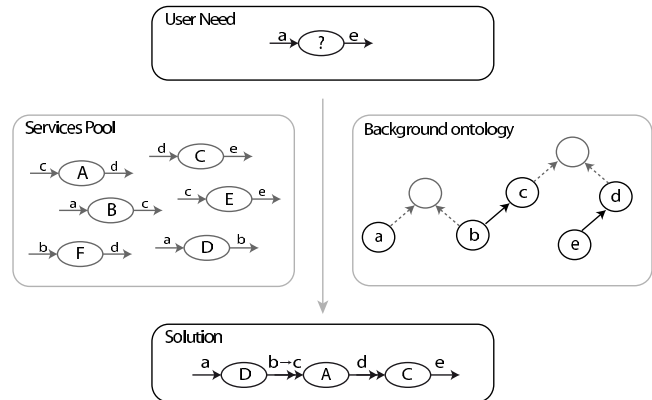 User Need
a ? e
Services Pool
d C e
c A d
c E e
a B c
a D b
b F d
Background ontology
c
d
a
b
e
Solution
a D b→c A d C e